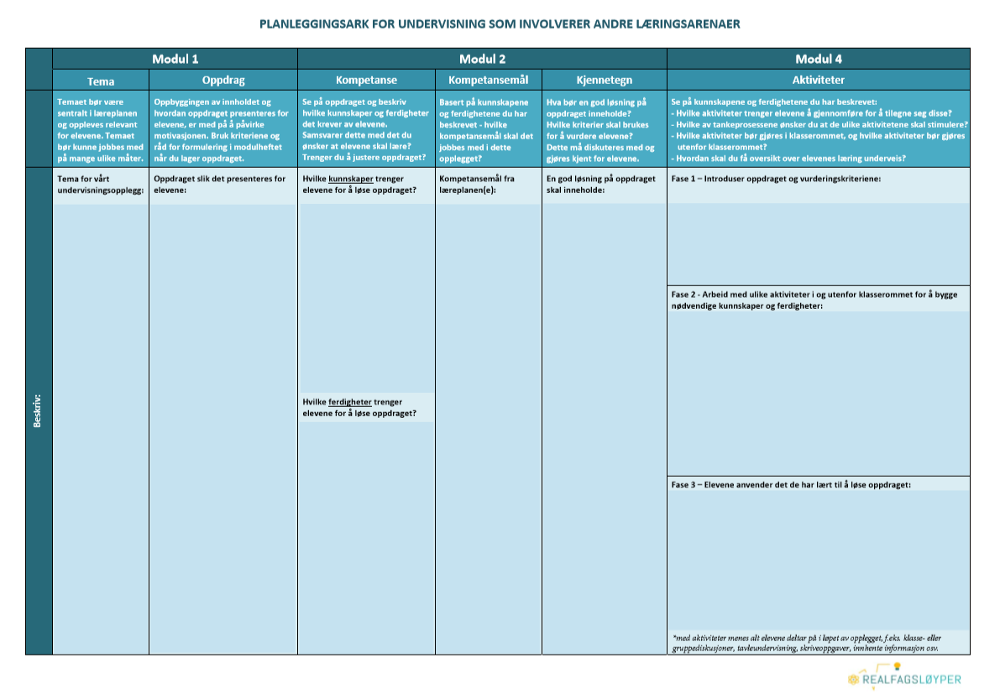 PLANLEGGINGSARK FOR UNDERVISNING SOM INVOLVERER ANDRE LÆRINGSARENAER
Modul 1
Modul 2
Modul 4
Tema
Oppdrag
Kompetanse
Kompetansemål
Kjennetegn
Aktiviteter
Temaet bør være
sentralt i læreplanen
og oppleves relevant
for elevene. Temaet
bør kunne jobbes med
på mange ulike måter.
Oppbyggingen av innholdet og
hvordan oppdraget presenteres for
elevene, er med på å påvirke
motivasjonen. Bruk kriteriene og
råd for formulering i modulheftet
når du lager oppdraget.
Se på oppdraget og beskriv
hvilke kunnskaper og ferdigheter
det krever av elevene.
Samsvarer dette med det du
ønsker at elevene skal lære?
Trenger du å justere oppdraget?
Basert på kunnskapene
og ferdighetene du har
beskrevet - hvilke
kompetansemål skal det
jobbes med i dette
opplegget?
Hva bør en god løsning på
oppdraget inneholde?
Hvilke kriterier skal brukes
for å vurdere elevene?
Dette må diskuteres med og
gjøres kjent for elevene.
Se på kunnskapene og ferdighetene du har beskrevet:
- Hvilke aktiviteter trenger elevene å gjennomføre for å tilegne seg disse?
- Hvilke av tankeprosessene ønsker du at de ulike aktivitetene skal stimulere?
- Hvilke aktiviteter bør gjøres i klasserommet, og hvilke aktiviteter bør gjøres
utenfor klasserommet?
- Hvordan skal du få oversikt over elevenes læring underveis?
Beskriv:
Tema for vårt
undervisningsopplegg:
Oppdraget slik det presenteres for
elevene:
Hvilke kunnskaper trenger
elevene for å løse oppdraget?
Hvilke ferdigheter trenger
elevene for å løse oppdraget?
Kompetansemål fra
læreplanen(e):
En god løsning på oppdraget
skal inneholde:
Fase 1 – Introduser oppdraget og vurderingskriteriene:
Fase 2 - Arbeid med ulike aktiviteter i og utenfor klasserommet for å bygge
nødvendige kunnskaper og ferdigheter:
Fase 3 – Elevene anvender det de har lært til å løse oppdraget:
*med aktiviteter menes alt elevene deltar på i løpet av opplegget, f.eks. klasse- eller
gruppediskusjoner, tavleundervisning, skriveoppgaver, innhente informasjon osv.
REALFAGSLØYPER